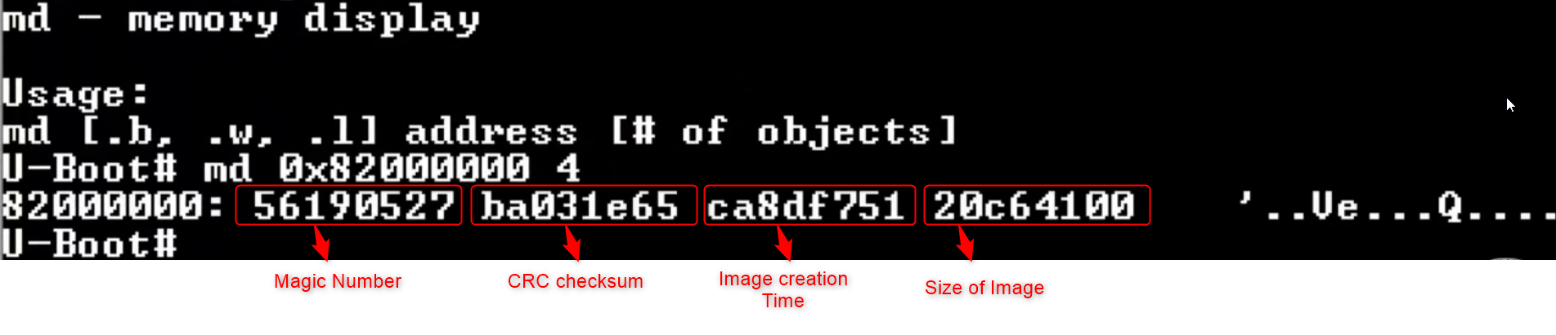 md - memory display
Usage:
md [.b, .w, .l] address [# of objects]
U-Boot# md 0x82000000 4
82000000: 56190527 ba031e65 ca8df751 20c64100 '..Ve...Q....
U-Boot#
Magic Number
CRC checksum
Image creation
Time
Size of Image